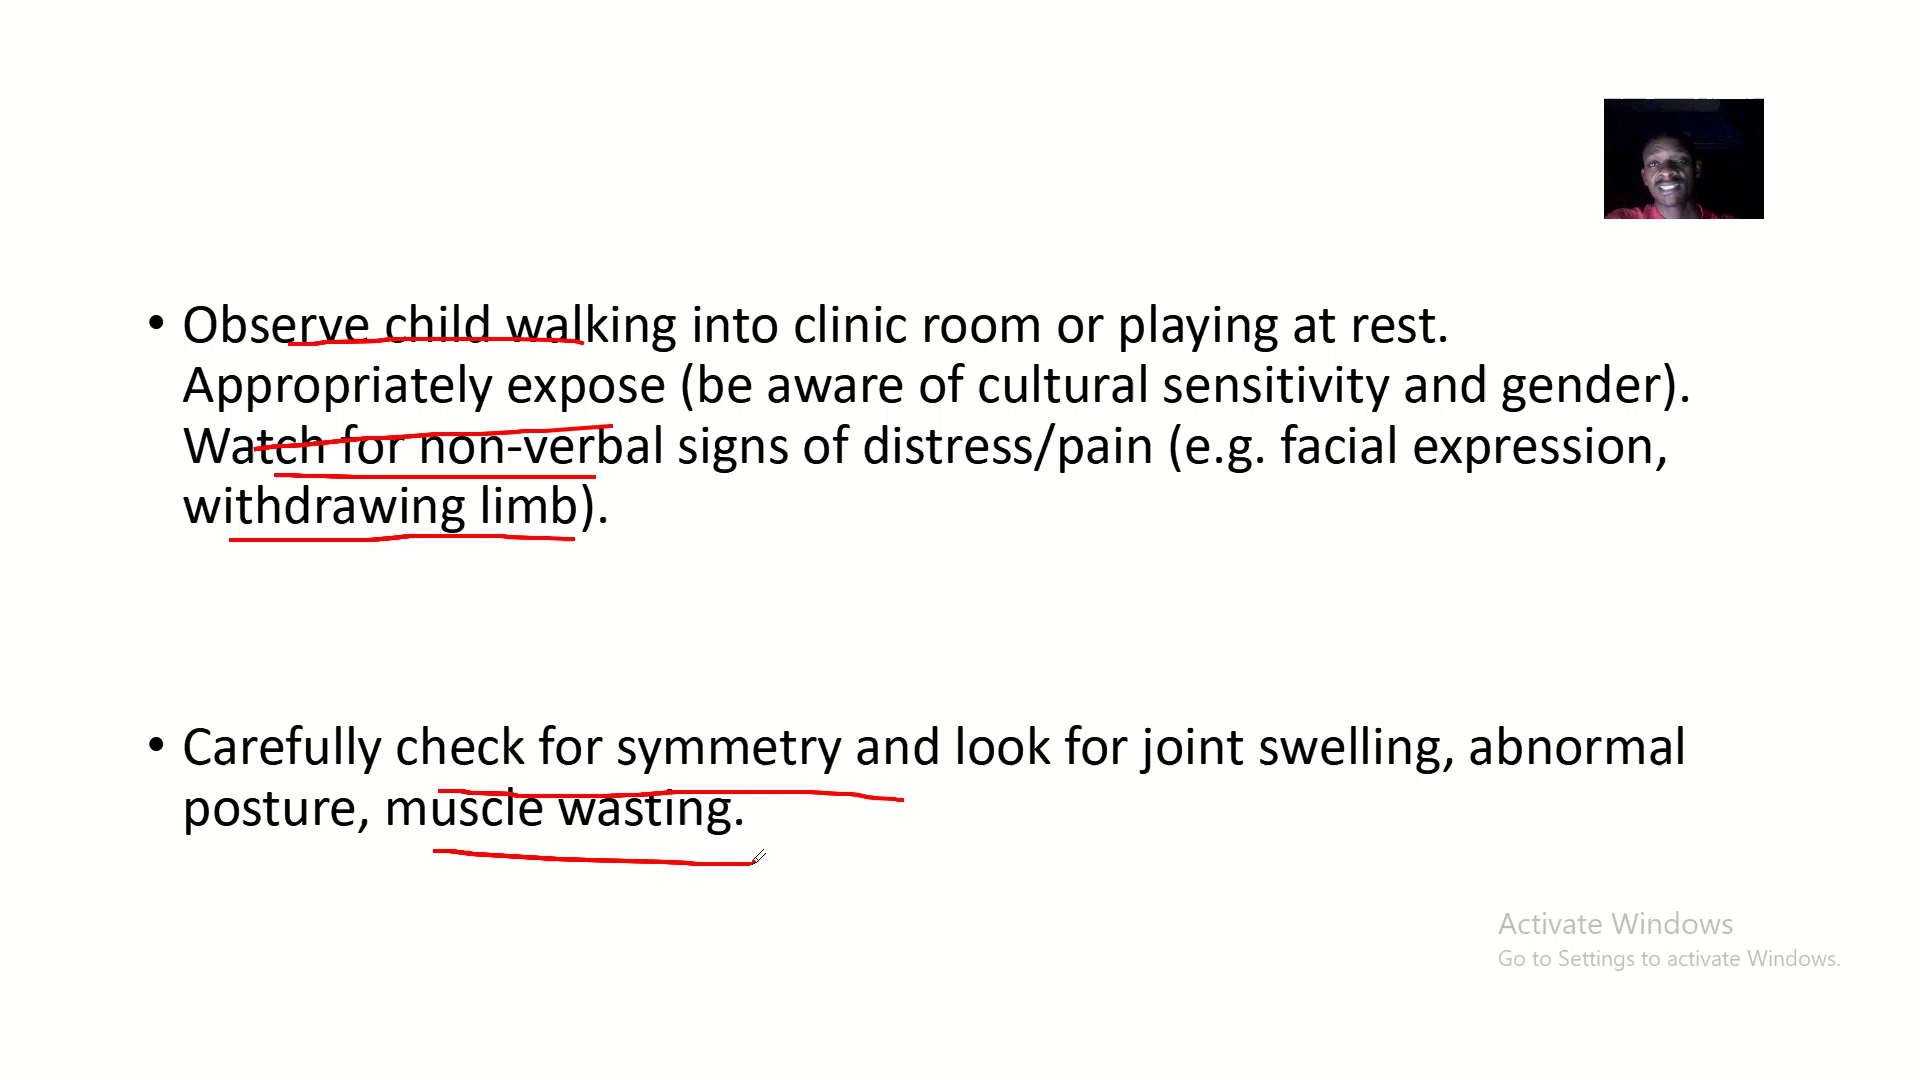 • Observe child walking into clinic room or playing at rest.
Appropriately expose (be aware of cultural sensitivity and gender).
Watch for non-verbal signs of distress/pain (e.g. facial expression,
withdrawing limb).
• Carefully check for symmetry and look for joint swelling, abnormal
posture, muscle wasting.
Activate Windows
Go to Settings to activate Windows.